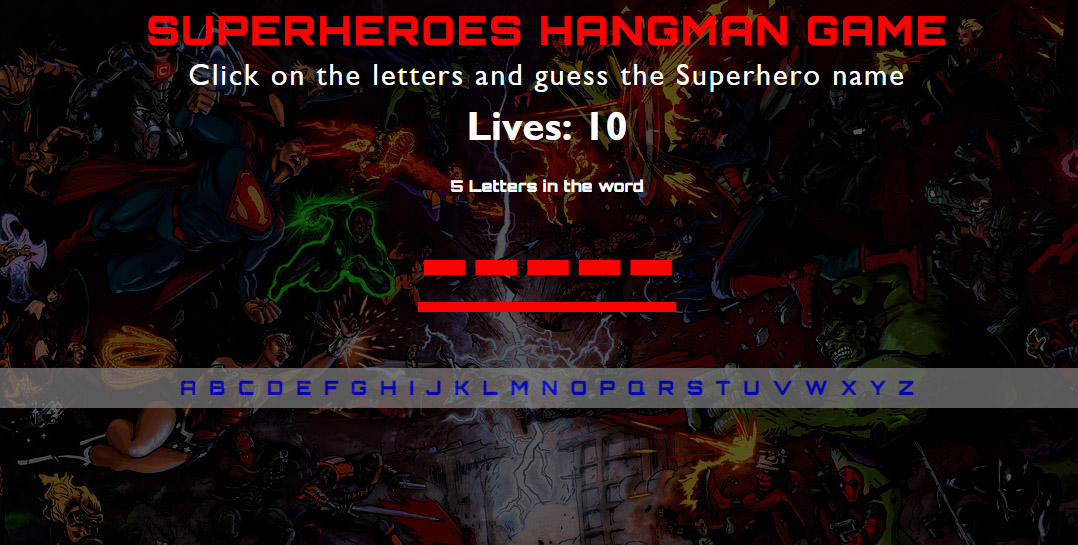 SUPERHEROES HANGMAN GAME
Click on the letters and guess the Superhero name
Lives: 10
5 Letters in the word
_ _ _ _ _
A B C D E F G H I J K L M N O P Q R S T U V W X Y Z